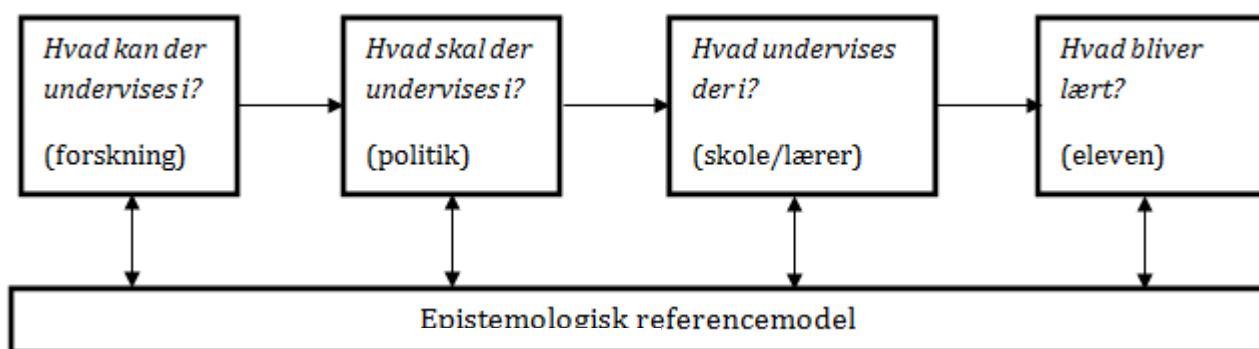 Hvad kan der
undervises i?
(forskning)
Hvad skal der
undervises i?
(politik)
Hvad undervises
der i?
(skole/lærer)
Hvad bliver
lært?
(eleven)
Epistemologisk referencemodel